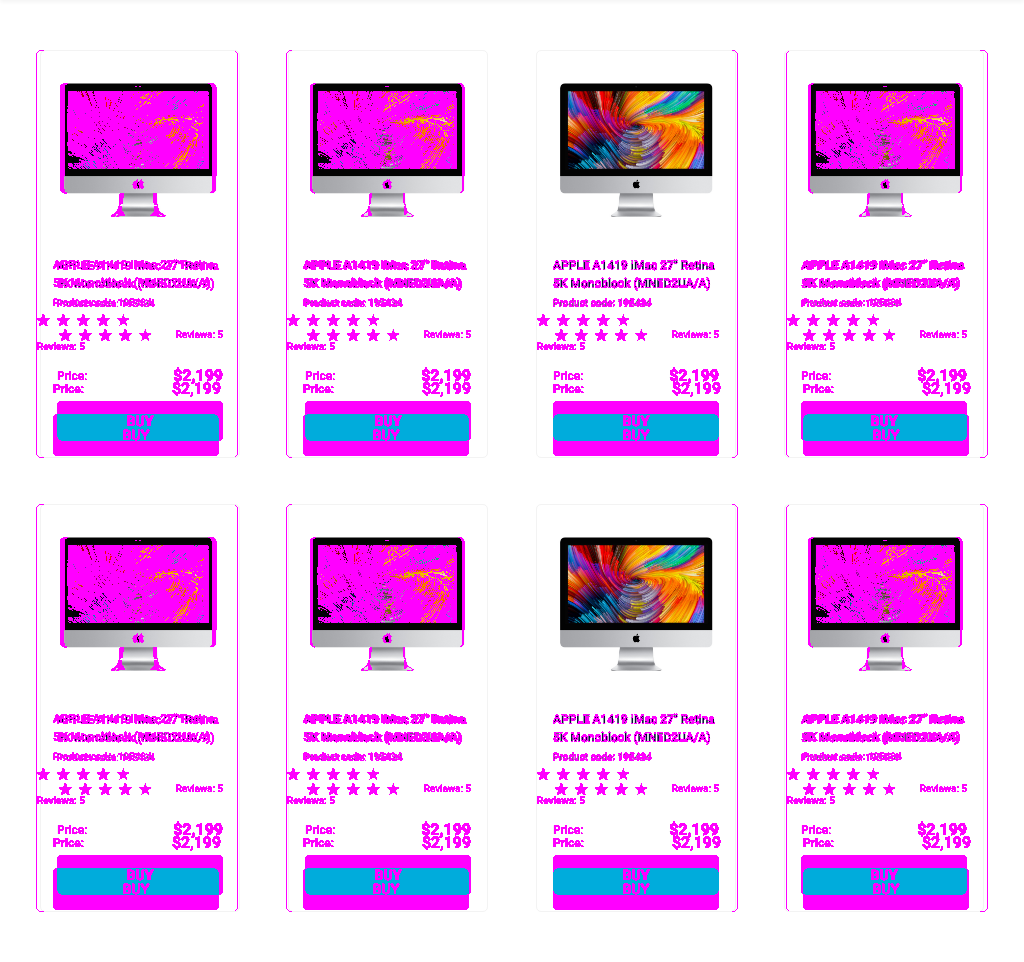 APPLE A1419 iMac 27" Retina
5K Monoblock (MNED2UA/A)
Product code: 195434
Reviews: 5
Reviews: 5
Price: $2,199
Price: $2,199
BUY
BUY
APPLE A1419 iMac 27" Retina
5K Monoblock (MNED2UA/A)
Product code: 195434
Reviews: 5
Reviews: 5
Price: $2,199
Price: $2,199
BUY
BUY
APPLE A1419 iMac 27" Retina
5K Monoblock (MNED2UA/A)
Product code: 195434
Reviews: 5
Reviews: 5
Price: $2,199
Price: $2,199
BUY
BUY
APPLE A1419 iMac 27" Retina
5K Monoblock (MNED2UA/A)
Product code: 195434
Reviews: 5
Reviews: 5
Price: $2,199
Price: $2,199
BUY
BUY
APPLE A1419 iMac 27" Retina
5K Monoblock (MNED2UA/A)
Product code: 195434
Reviews: 5
Reviews: 5
Price: $2,199
Price: $2,199
BUY
BUY
APPLE A1419 iMac 27" Retina
5K Monoblock (MNED2UA/A)
Product code: 195434
Reviews: 5
Reviews: 5
Price: $2,199
Price: $2,199
BUY
BUY
APPLE A1419 iMac 27" Retina
5K Monoblock (MNED2UA/A)
Product code: 195434
Reviews: 5
Reviews: 5
Price: $2,199
Price: $2,199
BUY
BUY
APPLE A1419 iMac 27" Retina
5K Monoblock (MNED2UA/A)
Product code: 195434
Reviews: 5
Reviews: 5
Price: $2,199
Price: $2,199
BUY
BUY